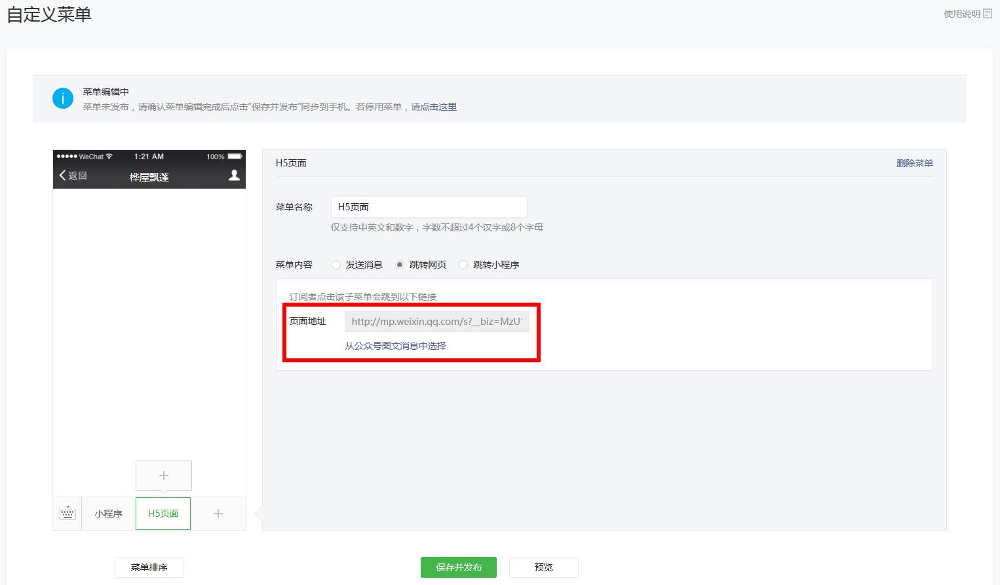 自定义菜单
使用说明
菜单编辑中
菜单未发布，请确认菜单编辑完成后点击“保存并发布”同步到手机。若停用菜单，请点击这里
WeChat 1:21 AM 100%
返回 桦屋飘蓬
H5页面 删除菜单
菜单名称 H5页面
仅支持中英文和数字，字数不超过4个汉字或8个字母
菜单内容 发送消息 跳转网页 跳转小程序
订阅者点击该子菜单会跳到以下链接
页面地址 http://mp.weixin.qq.com/s?__biz=MzU
从公众号图文消息中选择
小程序 H5页面
菜单排序 保存并发布 预览